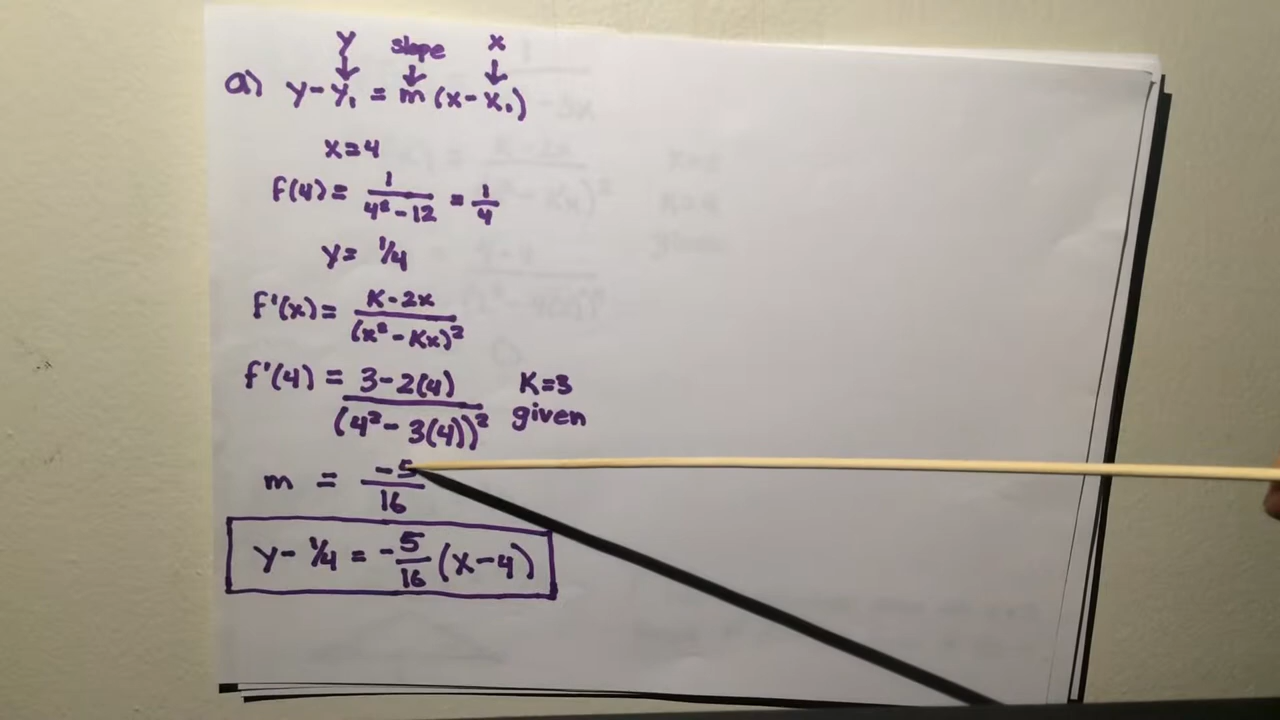 y slope x
a) y - y₁ = m (x - x₁)
x = 4
f(4) = 1/(4² - 12) = 1/4
y = 1/4
f'(x) = (K - 2x)/(x² - Kx)²
f'(4) = (3 - 2(4))/(4² - 3(4))² K = 3
given
m = -5/16
y - 1/4 = -5/16 (x - 4)